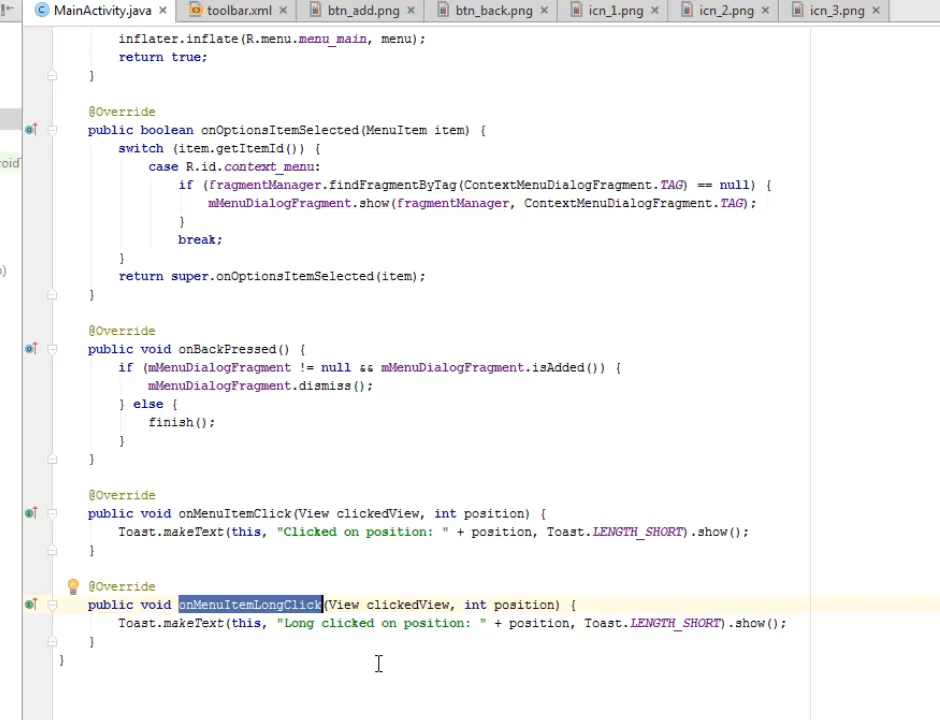 MainActivity.java toolbar.xml btn_add.png btn_back.png icn_1.png icn_2.png icn_3.png
inflater.inflate(R.menu.menu_main, menu);
return true;
}
@Override
public boolean onOptionsItemSelected(MenuItem item) {
switch (item.getItemId()) {
case R.id.context_menu:
if (fragmentManager.findFragmentByTag(ContextMenuDialogFragment.TAG) == null) {
mMenuDialogFragment.show(fragmentManager, ContextMenuDialogFragment.TAG);
}
break;
}
return super.onOptionsItemSelected(item);
}
@Override
public void onBackPressed() {
if (mMenuDialogFragment != null && mMenuDialogFragment.isAdded()) {
mMenuDialogFragment.dismiss();
} else {
finish();
}
}
@Override
public void onMenuItemClick(View clickedView, int position) {
Toast.makeText(this, "Clicked on position: " + position, Toast.LENGTH_SHORT).show();
}
@Override
public void onMenuItemLongClick(View clickedView, int position) {
Toast.makeText(this, "Long clicked on position: " + position, Toast.LENGTH_SHORT).show();
}
}